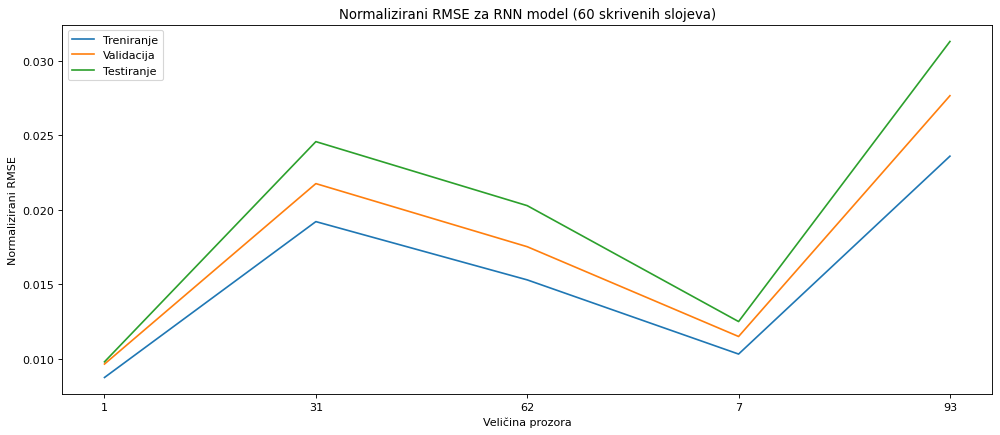 Normalizirani RMSE za RNN model (60 skrivenih slojeva)
Treniranje
Validacija
Testiranje
0.030
0.025
0.020
0.015
0.010
Normalizirani RMSE
1 31 62 7 93
Veličina prozora